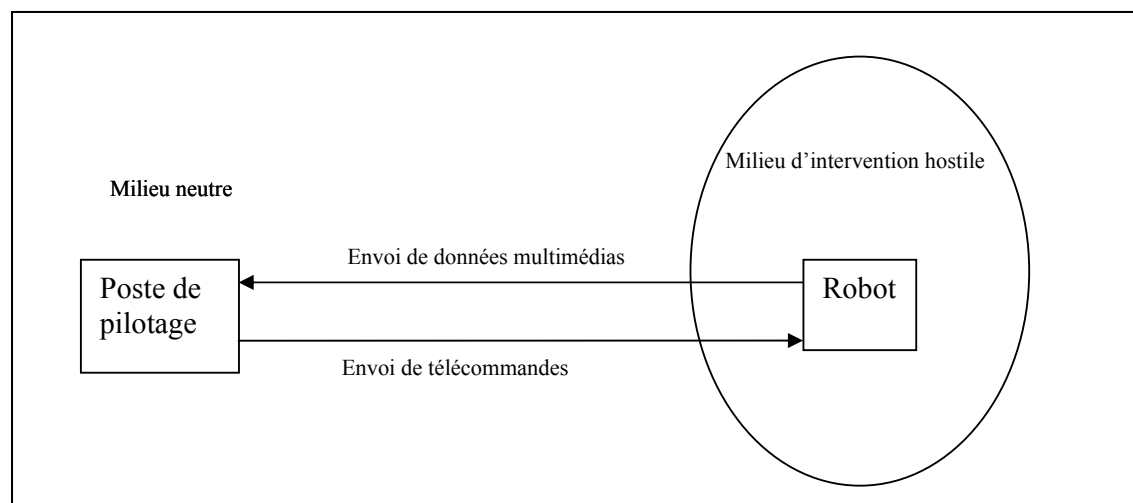 Milieu d'intervention hostile
Milieu neutre
Envoi de données multimédias
Poste de
pilotage
Robot
Envoi de télécommandes